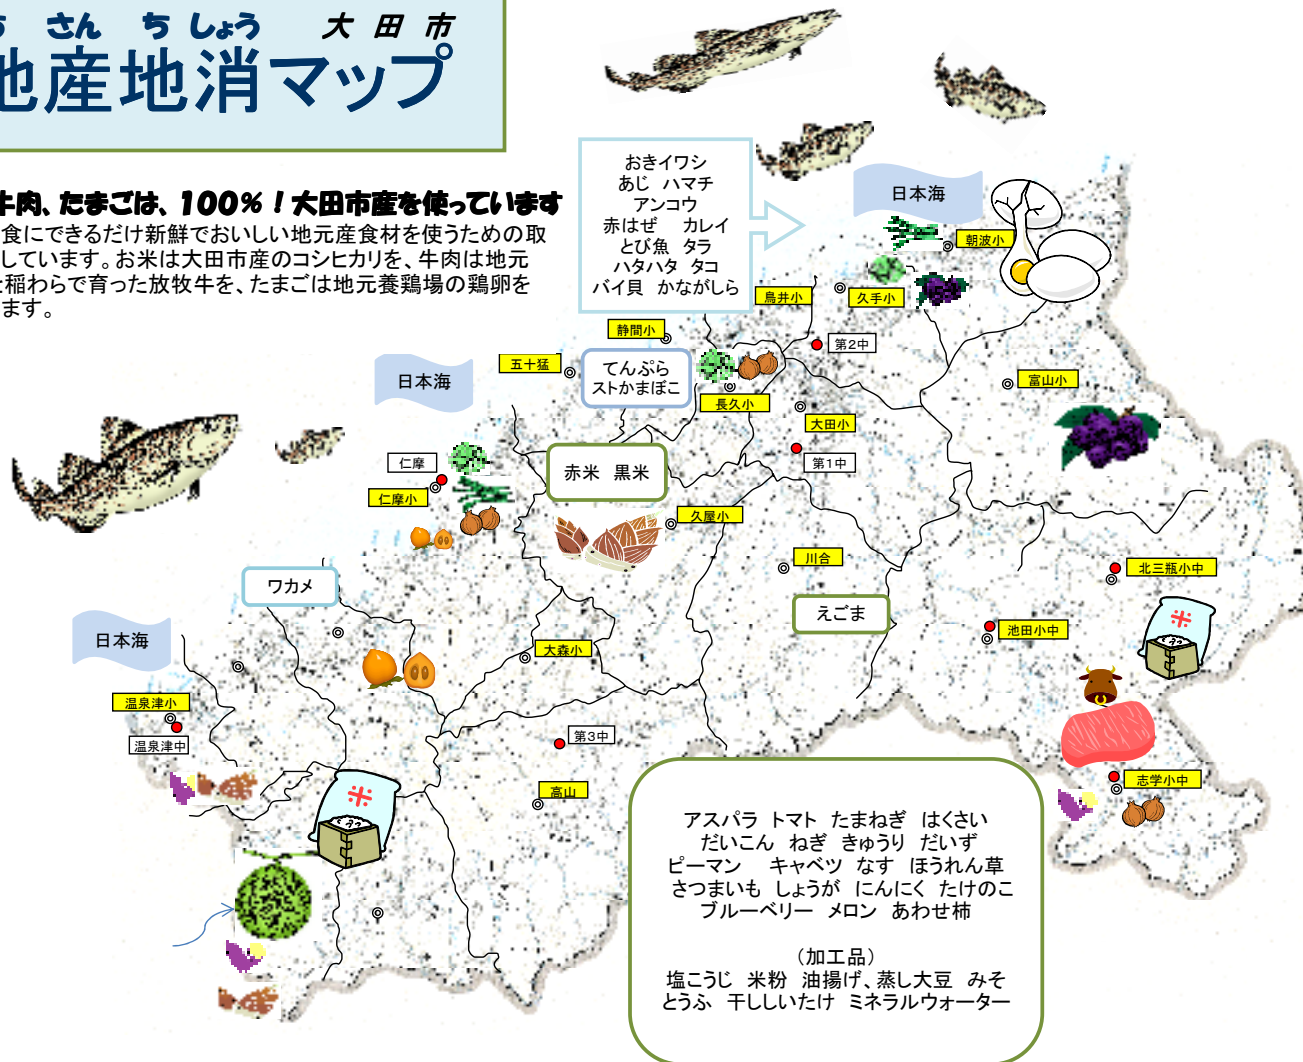 さん ち しょう 大 田 市
地産地消マップ
牛肉、たまごは、100%！大田市産を使っています
食にできるだけ新鮮でおいしい地元産食材を使うための取
しています。お米は大田市産のコシヒカリを、牛肉は地元
稲わらで育った放牧牛を、たまごは地元養鶏場の鶏卵を
ます。
おきイワシ
あじ ハマチ
アンコウ
赤はぜ カレイ
とび魚 タラ
ハタハタ タコ
バイ貝 かながしら
日本海
朝波小
久手小
鳥井小
静間小
第2中
五十猛
てんぷら
ストかまぼこ
富山小
日本海
長久小
大田小
第1中
仁摩
仁摩小
赤米 黒米
久屋小
川合
北三瓶小中
ワカメ
えごま
池田小中
米
日本海
大森小
温泉津小
温泉津中
第3中
志学小中
高山
米
アスパラ トマト たまねぎ はくさい
だいこん ねぎ きゅうり だいず
ピーマン キャベツ なす ほうれん草
さつまいも しょうが にんにく たけのこ
ブルーベリー メロン あわせ柿
（加工品）
塩こうじ 米粉 油揚げ、蒸し大豆 みそ
とうふ 干ししいたけ ミネラルウォーター